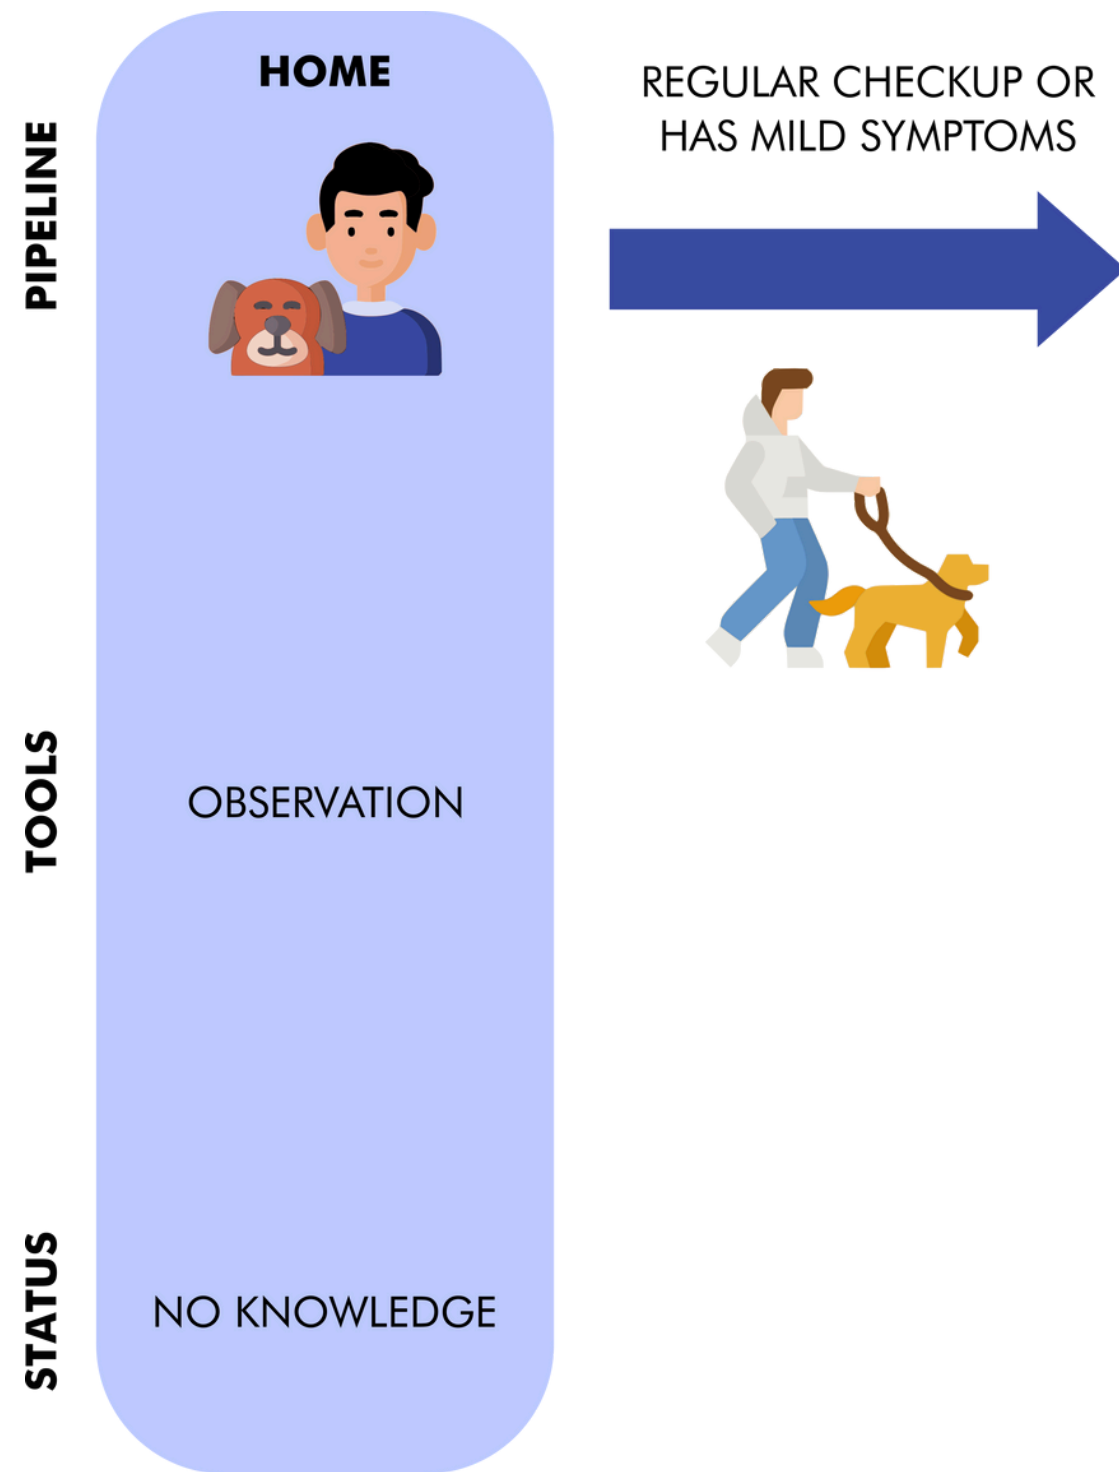 HOME
REGULAR CHECKUP OR
HAS MILD SYMPTOMS
PIPELINE
TOOLS
OBSERVATION
STATUS
NO KNOWLEDGE